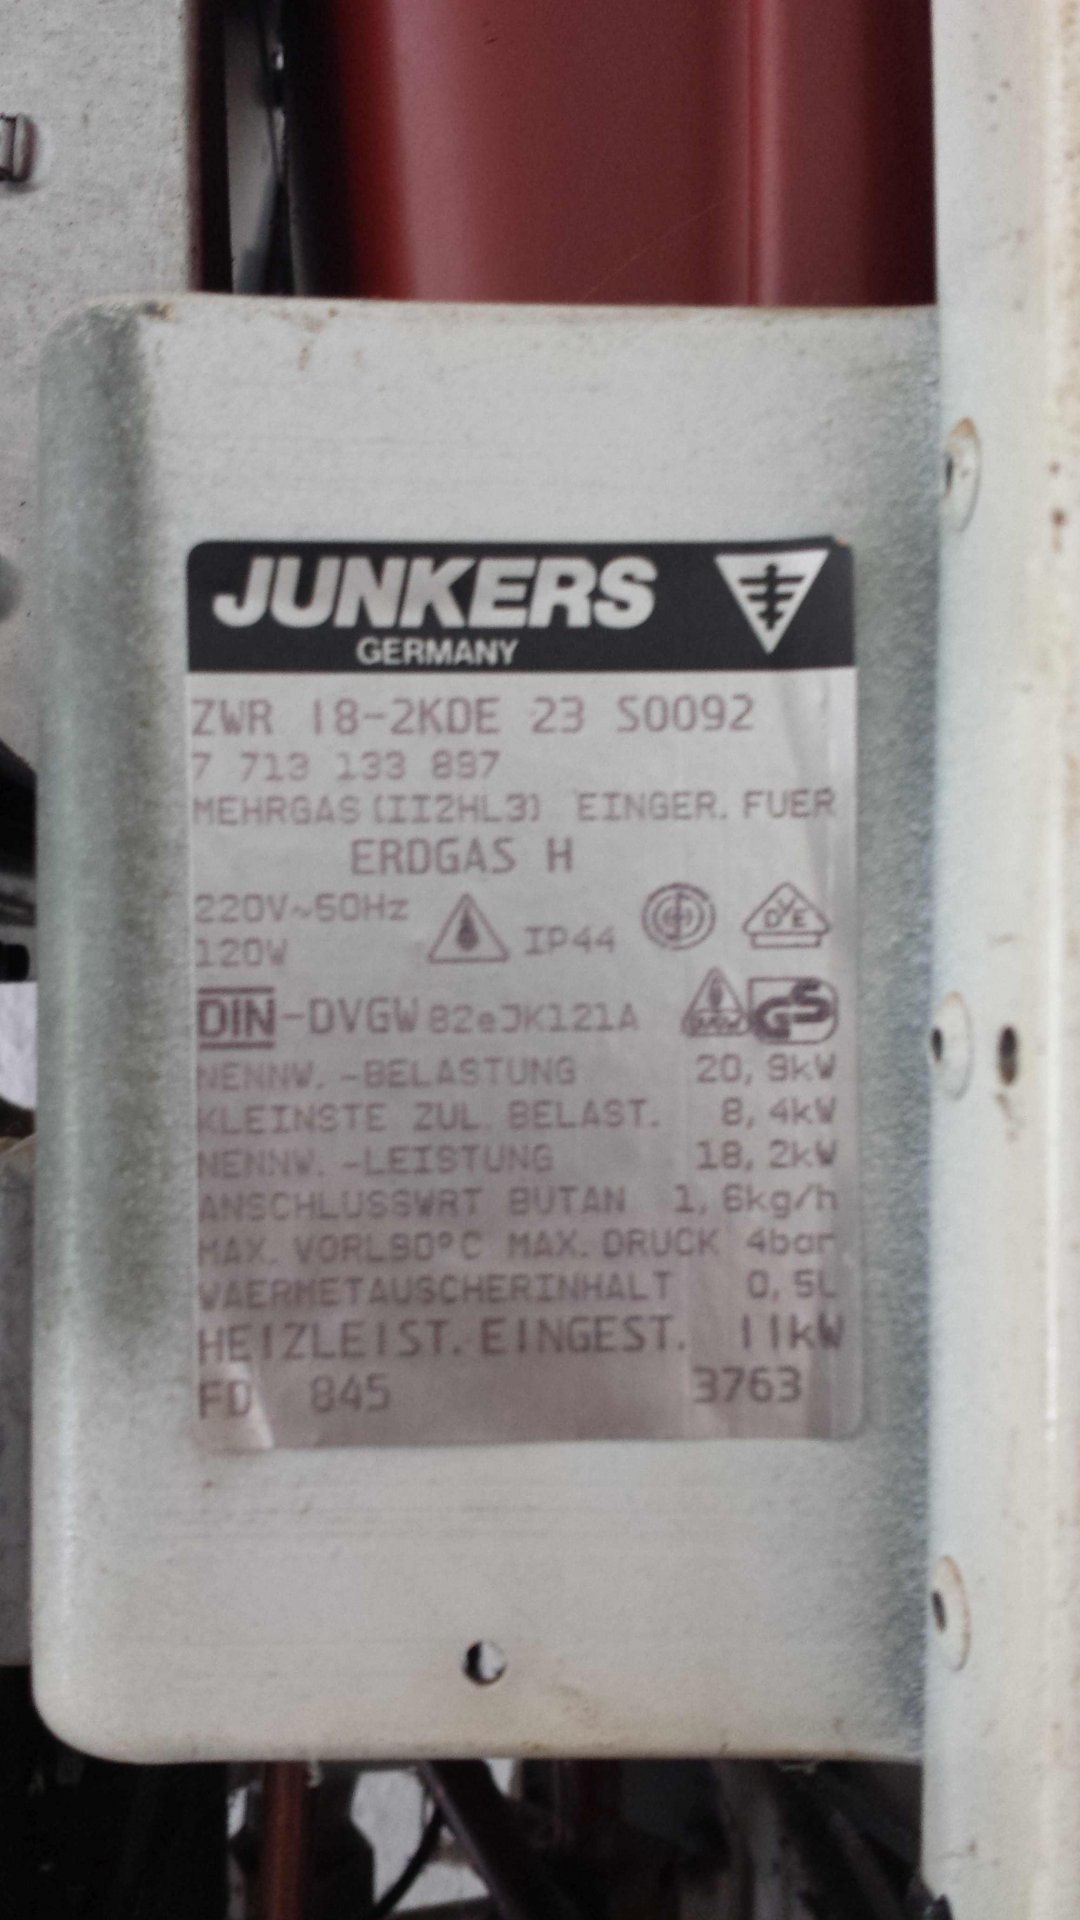 JUNKERS
GERMANY
ZWR 18-2KDE 23 S0092
7 713 133 897
MEHRGAS (II2HL3) EINGER. FUER
ERDGAS H
220V~50Hz
120W
IP44
DVE
DIN-DVGW 82eJK121A
GS
NENNW. -BELASTUNG 20,9kW
KLEINSTE ZUL. BELAST. 8,4kW
NENNW. -LEISTUNG 18,2kW
ANSCHLUSSWRT BUTAN 1,6kg/h
MAX. VORL90°C MAX. DRUCK 4bar
WAERMETAUSCHERINHALT 0,5L
HEIZLEIST. EINGEST. 11kW
FD 845 3763